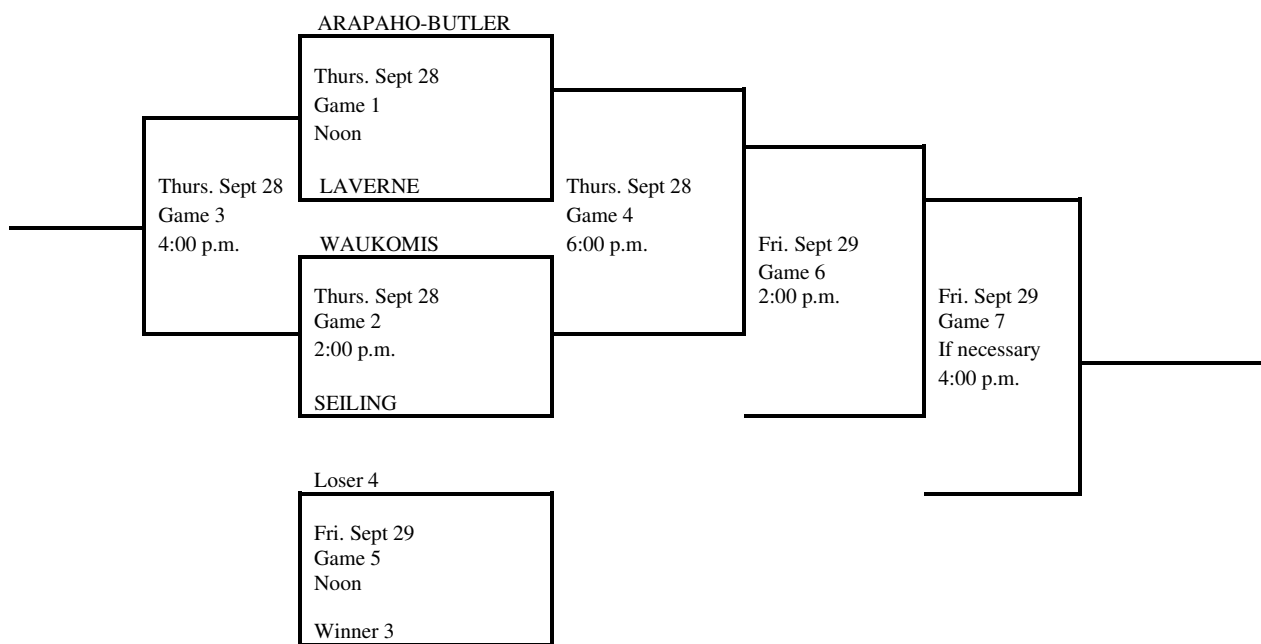 ARAPAHO-BUTLER
Thurs. Sept 28
Game 1
Noon
LAVERNE
Thurs. Sept 28
Game 3
4:00 p.m.
WAUKOMIS
Thurs. Sept 28
Game 2
2:00 p.m.
SEILING
Thurs. Sept 28
Game 4
6:00 p.m.
Fri. Sept 29
Game 6
2:00 p.m.
Fri. Sept 29
Game 7
If necessary
4:00 p.m.
Loser 4
Fri. Sept 29
Game 5
Noon
Winner 3